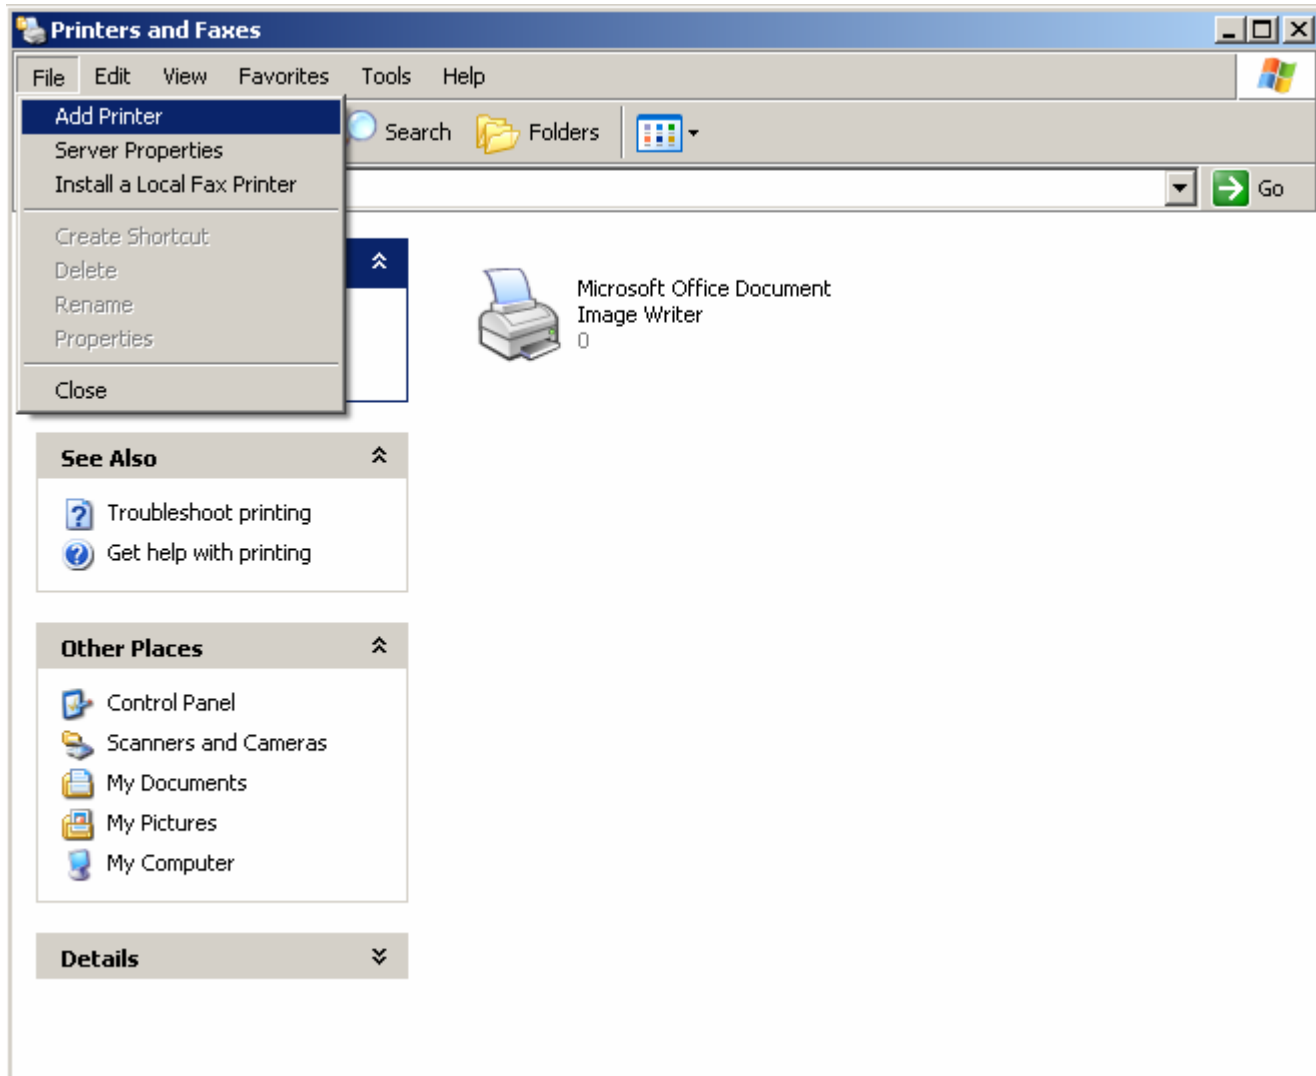 Printers and Faxes
File Edit View Favorites Tools Help
Add Printer
Server Properties
Install a Local Fax Printer
Create Shortcut
Delete
Rename
Properties
Close
Search Folders
Go
Microsoft Office Document
Image Writer
0
See Also
Troubleshoot printing
Get help with printing
Other Places
Control Panel
Scanners and Cameras
My Documents
My Pictures
My Computer
Details